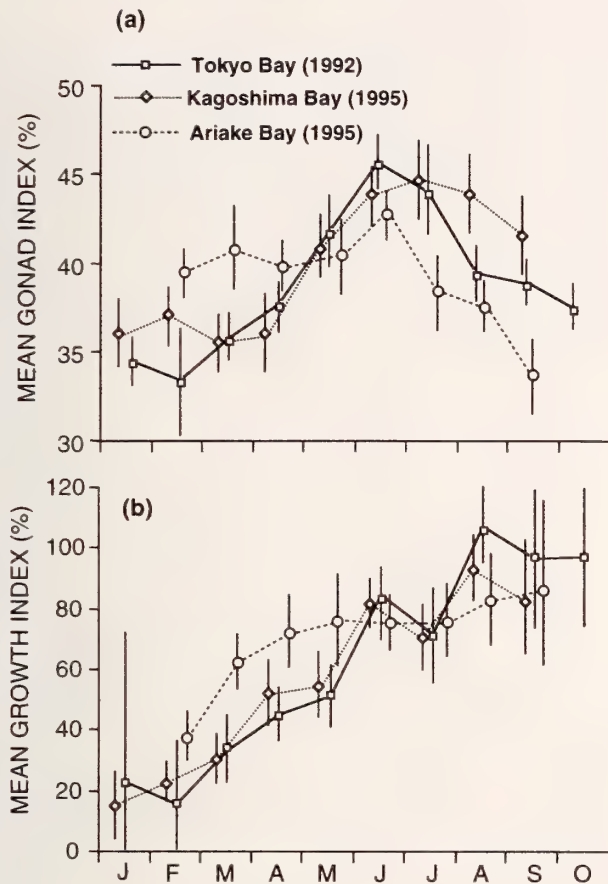 (a)
Tokyo Bay (1992)
Kagoshima Bay (1995)
Ariake Bay (1995)
MEAN GONAD INDEX (%)
50
45
40
35
30
(b)
MEAN GROWTH INDEX (%)
120
100
80
60
40
20
0
J F M A M J J A S O